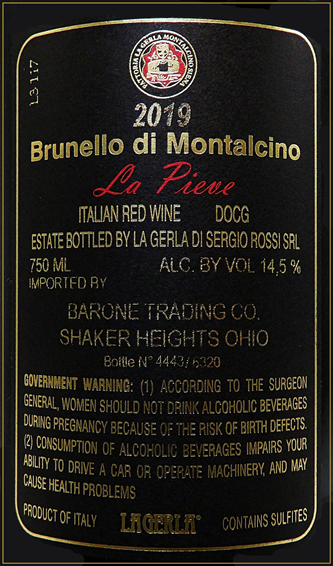 FATTORIA LA GERLA MONTALCINO SIENA
L3 117
2019
Brunello di Montalcino
La Pieve
ITALIAN RED WINE DOCG
ESTATE BOTTLED BY LA GERLA DI SERGIO ROSSI SRL
750 ML ALC. BY VOL 14,5 %
IMPORTED BY
BARONE TRADING CO.
SHAKER HEIGHTS OHIO
Bottle N° 4443/6320
GOVERNMENT WARNING: (1) ACCORDING TO THE SURGEON
GENERAL, WOMEN SHOULD NOT DRINK ALCOHOLIC BEVERAGES
DURING PREGNANCY BECAUSE OF THE RISK OF BIRTH DEFECTS.
(2) CONSUMPTION OF ALCOHOLIC BEVERAGES IMPAIRS YOUR
ABILITY TO DRIVE A CAR OR OPERATE MACHINERY, AND MAY
CAUSE HEALTH PROBLEMS
PRODUCT OF ITALY LAGERLA® CONTAINS SULFITES